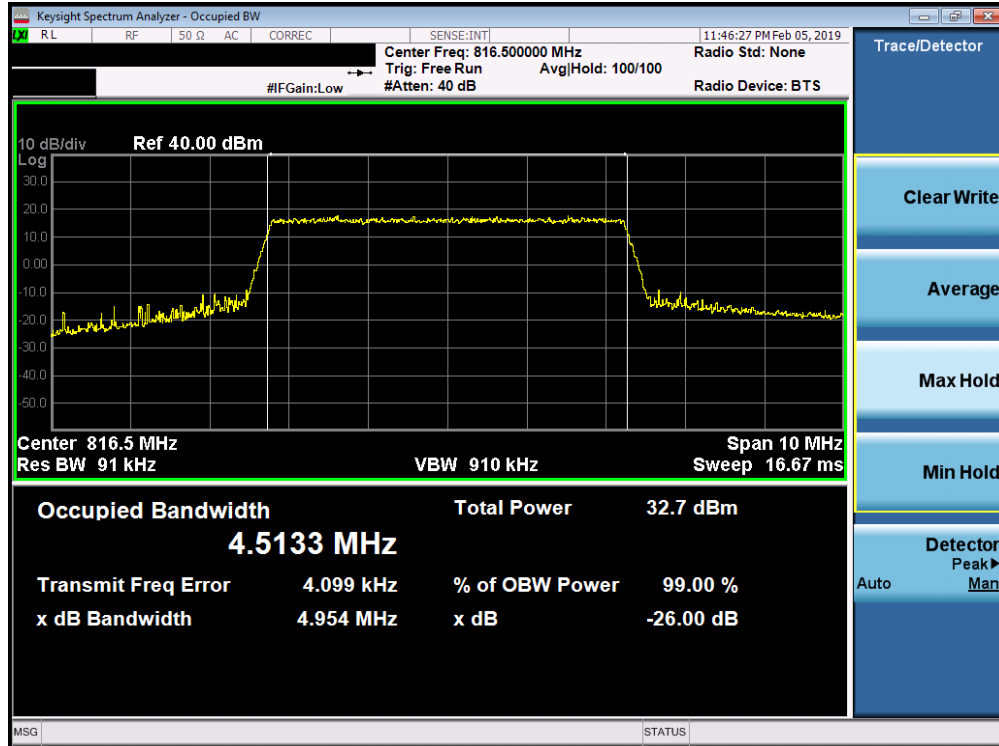 Keysight Spectrum Analyzer - Occupied BW
LXI RL RF 50 Ω AC CORREC SENSE:INT 11:46:27 PM Feb 05, 2019
Center Freq: 816.500000 MHz Radio Std: None
Trig: Free Run Avg|Hold: 100/100
#IFGain:Low #Atten: 40 dB Radio Device: BTS
Trace/Detector
10 dB/div Ref 40.00 dBm
Log
30.0
20.0
10.0
0.00
-10.0
-20.0
-30.0
-40.0
-50.0
Center 816.5 MHz Span 10 MHz
Res BW 91 kHz VBW 910 kHz Sweep 16.67 ms
Occupied Bandwidth Total Power 32.7 dBm
4.5133 MHz
Transmit Freq Error 4.099 kHz % of OBW Power 99.00 %
x dB Bandwidth 4.954 MHz x dB -26.00 dB
Clear Write
Average
Max Hold
Min Hold
Detector
Peak▶
Auto Man
MSG STATUS